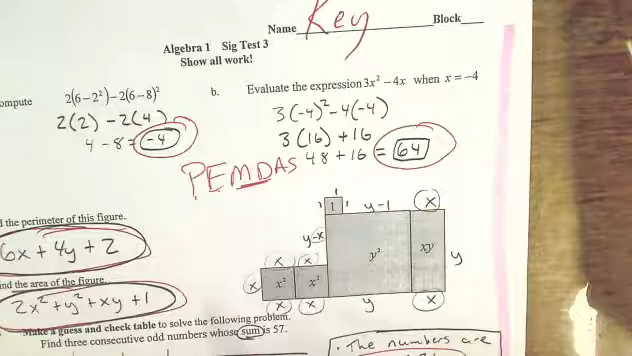 Name Key Block
Algebra 1 Sig Test 3
Show all work!
ompute 2(6−2²)−2(6−8)²
2(2) − 2(4)
4 − 8 = -4
b. Evaluate the expression 3x² − 4x when x = −4
3(-4)² - 4(-4)
3(16) + 16
48 + 16 = 64
PEMDAS
the perimeter of this figure.
6x + 4y + 2
nd the area of the figure.
2x² + y² + xy + 1
1
1 1 1 y-1 x
y-x y² xy y
x x
x x² x²
x x y x
Make a guess and check table to solve the following problem.
Find three consecutive odd numbers whose sum is 57.
• The numbers are